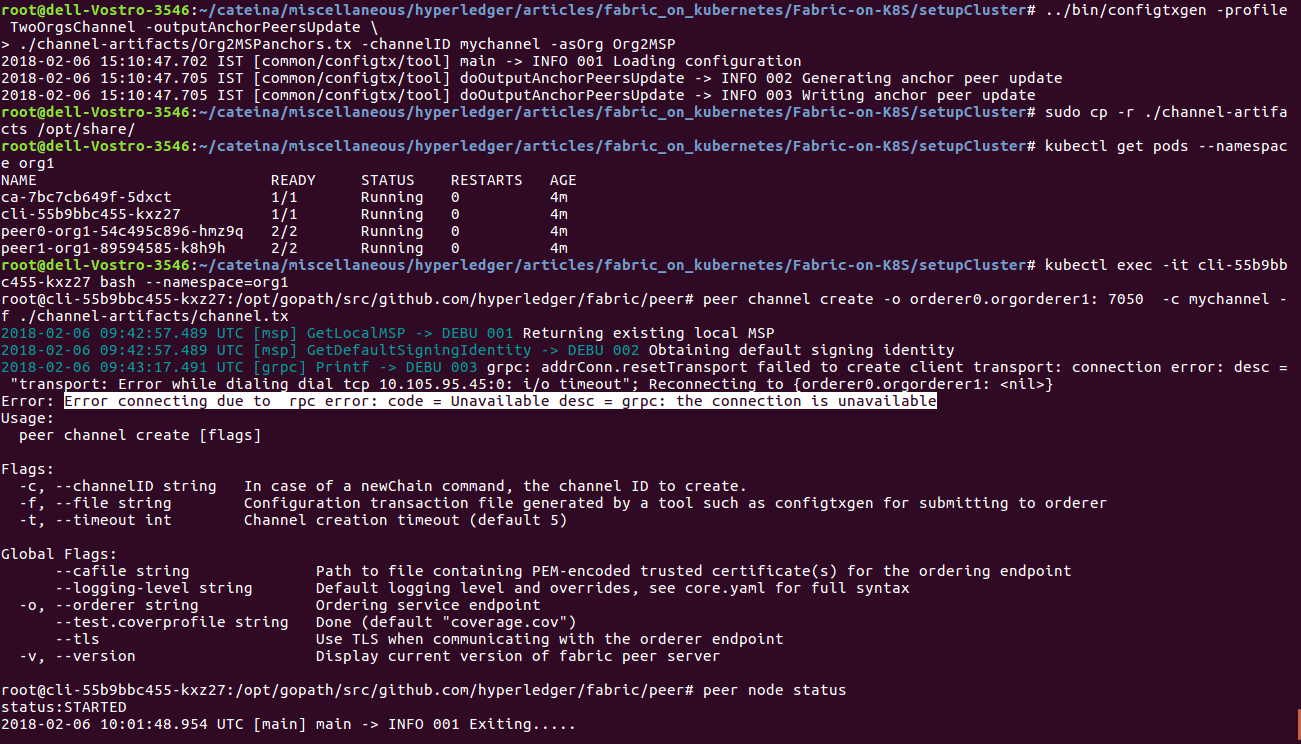 root@dell-Vostro-3546:~/cateina/miscellaneous/hyperledger/articles/fabric_on_kubernetes/Fabric-on-K8S/setupCluster# ../bin/configtxgen -profile
 TwoOrgsChannel -outputAnchorPeersUpdate \
> ./channel-artifacts/Org2MSPanchors.tx -channelID mychannel -asOrg Org2MSP
2018-02-06 15:10:47.702 IST [common/configtx/tool] main -> INFO 001 Loading configuration
2018-02-06 15:10:47.705 IST [common/configtx/tool] doOutputAnchorPeersUpdate -> INFO 002 Generating anchor peer update
2018-02-06 15:10:47.705 IST [common/configtx/tool] doOutputAnchorPeersUpdate -> INFO 003 Writing anchor peer update
root@dell-Vostro-3546:~/cateina/miscellaneous/hyperledger/articles/fabric_on_kubernetes/Fabric-on-K8S/setupCluster# sudo cp -r ./channel-artifa
cts /opt/share/
root@dell-Vostro-3546:~/cateina/miscellaneous/hyperledger/articles/fabric_on_kubernetes/Fabric-on-K8S/setupCluster# kubectl get pods --namespac
e org1
NAME                          READY     STATUS    RESTARTS   AGE
ca-7bc7cb649f-5dxct           1/1       Running   0          4m
cli-55b9bbc455-kxz27          1/1       Running   0          4m
peer0-org1-54c495c896-hmz9q   2/2       Running   0          4m
peer1-org1-89594585-k8h9h     2/2       Running   0          4m
root@dell-Vostro-3546:~/cateina/miscellaneous/hyperledger/articles/fabric_on_kubernetes/Fabric-on-K8S/setupCluster# kubectl exec -it cli-55b9bb
c455-kxz27 bash --namespace=org1
root@cli-55b9bbc455-kxz27:/opt/gopath/src/github.com/hyperledger/fabric/peer# peer channel create -o orderer0.orgorderer1: 7050  -c mychannel -
f ./channel-artifacts/channel.tx
2018-02-06 09:42:57.489 UTC [msp] GetLocalMSP -> DEBU 001 Returning existing local MSP
2018-02-06 09:42:57.489 UTC [msp] GetDefaultSigningIdentity -> DEBU 002 Obtaining default signing identity
2018-02-06 09:43:17.491 UTC [grpc] Printf -> DEBU 003 grpc: addrConn.resetTransport failed to create client transport: connection error: desc =
 "transport: Error while dialing dial tcp 10.105.95.45:0: i/o timeout"; Reconnecting to {orderer0.orgorderer1: <nil>}
Error: Error connecting due to  rpc error: code = Unavailable desc = grpc: the connection is unavailable
Usage:
  peer channel create [flags]
Flags:
  -c, --channelID string   In case of a newChain command, the channel ID to create.
  -f, --file string        Configuration transaction file generated by a tool such as configtxgen for submitting to orderer
  -t, --timeout int        Channel creation timeout (default 5)
Global Flags:
      --cafile string              Path to file containing PEM-encoded trusted certificate(s) for the ordering endpoint
      --logging-level string       Default logging level and overrides, see core.yaml for full syntax
  -o, --orderer string             Ordering service endpoint
      --test.coverprofile string   Done (default "coverage.cov")
      --tls                        Use TLS when communicating with the orderer endpoint
  -v, --version                    Display current version of fabric peer server
root@cli-55b9bbc455-kxz27:/opt/gopath/src/github.com/hyperledger/fabric/peer# peer node status
status:STARTED
2018-02-06 10:01:48.954 UTC [main] main -> INFO 001 Exiting.....